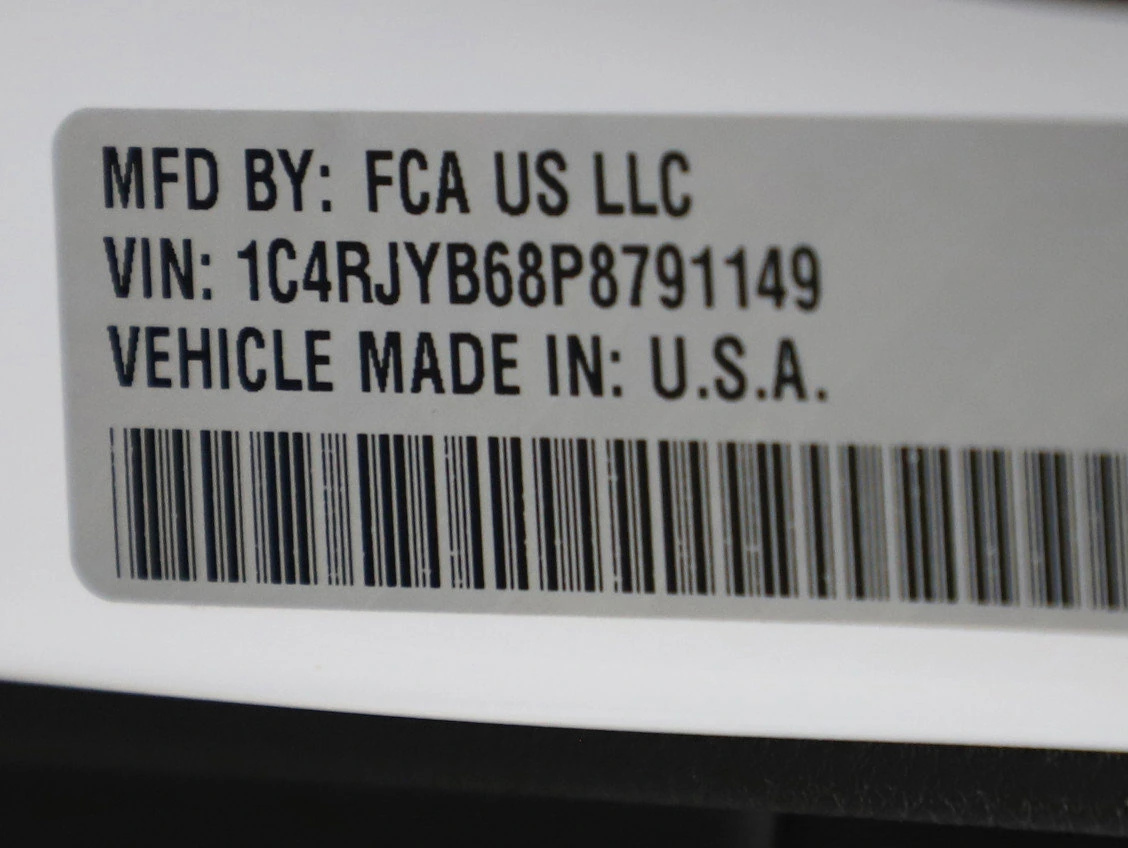 MFD BY: FCA US LLC
VIN: 1C4RJYB68P8791149
VEHICLE MADE IN: U.S.A.